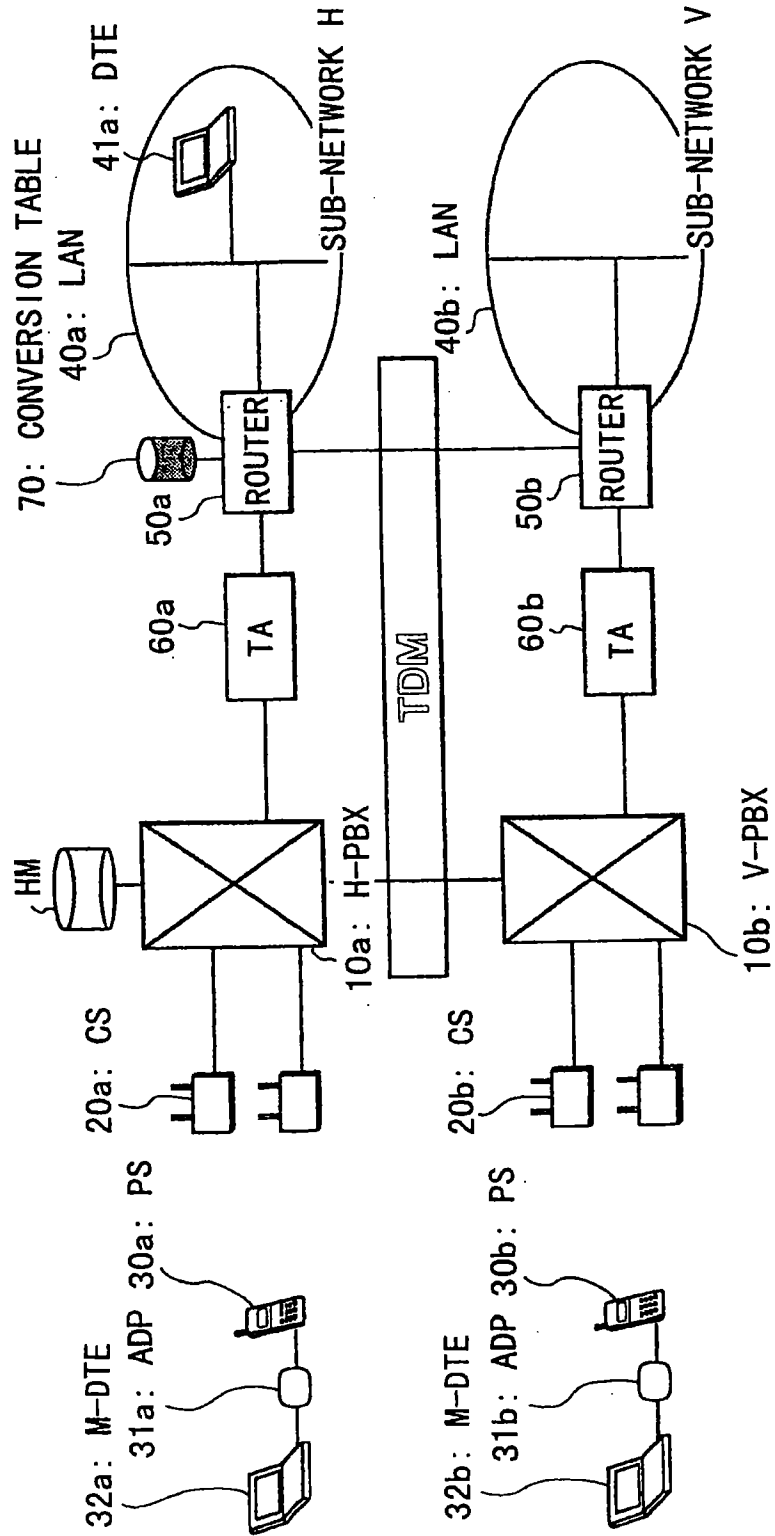 70: CONVERSION TABLE
40a: LAN
41a: DTE
SUB-NETWORK H
50a
ROUTER
60a
TA
HM
10a: H-PBX
20a: CS
32a: M-DTE
31a: ADP
30a: PS
TDM
40b: LAN
SUB-NETWORK V
50b
ROUTER
60b
TA
10b: V-PBX
20b: CS
32b: M-DTE
31b: ADP
30b: PS